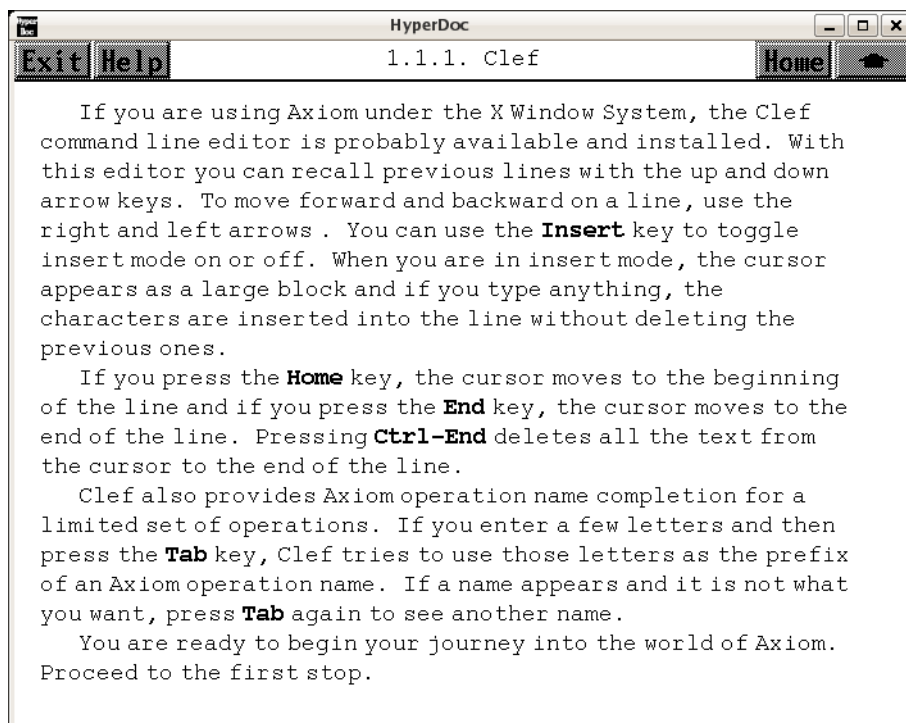 Hyper Doc
HyperDoc
Exit Help 1.1.1. Clef Home
If you are using Axiom under the X Window System, the Clef
command line editor is probably available and installed. With
this editor you can recall previous lines with the up and down
arrow keys. To move forward and backward on a line, use the
right and left arrows . You can use the Insert key to toggle
insert mode on or off. When you are in insert mode, the cursor
appears as a large block and if you type anything, the
characters are inserted into the line without deleting the
previous ones.
If you press the Home key, the cursor moves to the beginning
of the line and if you press the End key, the cursor moves to the
end of the line. Pressing Ctrl-End deletes all the text from
the cursor to the end of the line.
Clef also provides Axiom operation name completion for a
limited set of operations. If you enter a few letters and then
press the Tab key, Clef tries to use those letters as the prefix
of an Axiom operation name. If a name appears and it is not what
you want, press Tab again to see another name.
You are ready to begin your journey into the world of Axiom.
Proceed to the first stop.